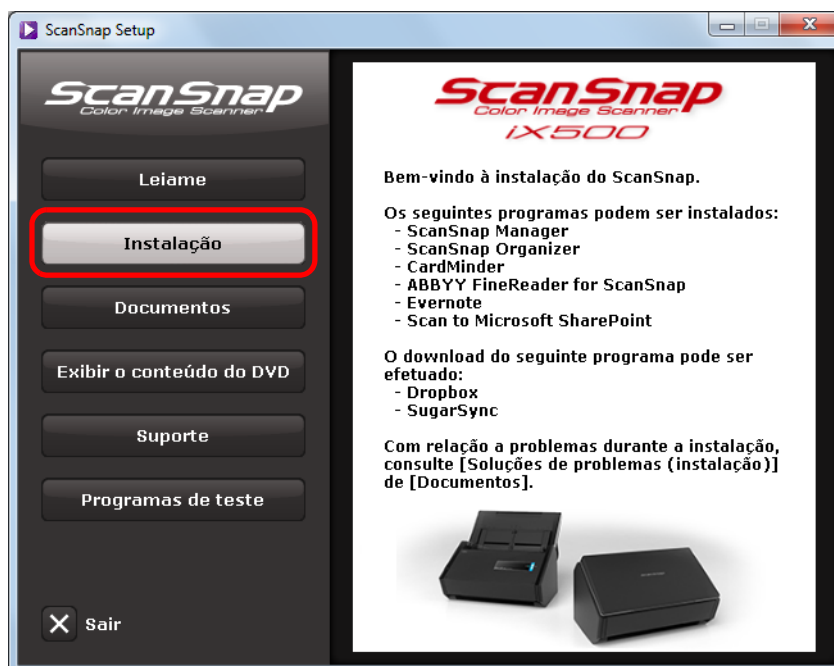 ScanSnap Setup
ScanSnap
Color Image Scanner
Leiame
Instalação
Documentos
Exibir o conteúdo do DVD
Suporte
Programas de teste
Sair
ScanSnap
Color Image Scanner
iX500
Bem-vindo à instalação do ScanSnap.
Os seguintes programas podem ser instalados:
- ScanSnap Manager
- ScanSnap Organizer
- CardMinder
- ABBYY FineReader for ScanSnap
- Evernote
- Scan to Microsoft SharePoint
O download do seguinte programa pode ser
efetuado:
- Dropbox
- SugarSync
Com relação a problemas durante a instalação,
consulte [Soluções de problemas (instalação)]
de [Documentos].